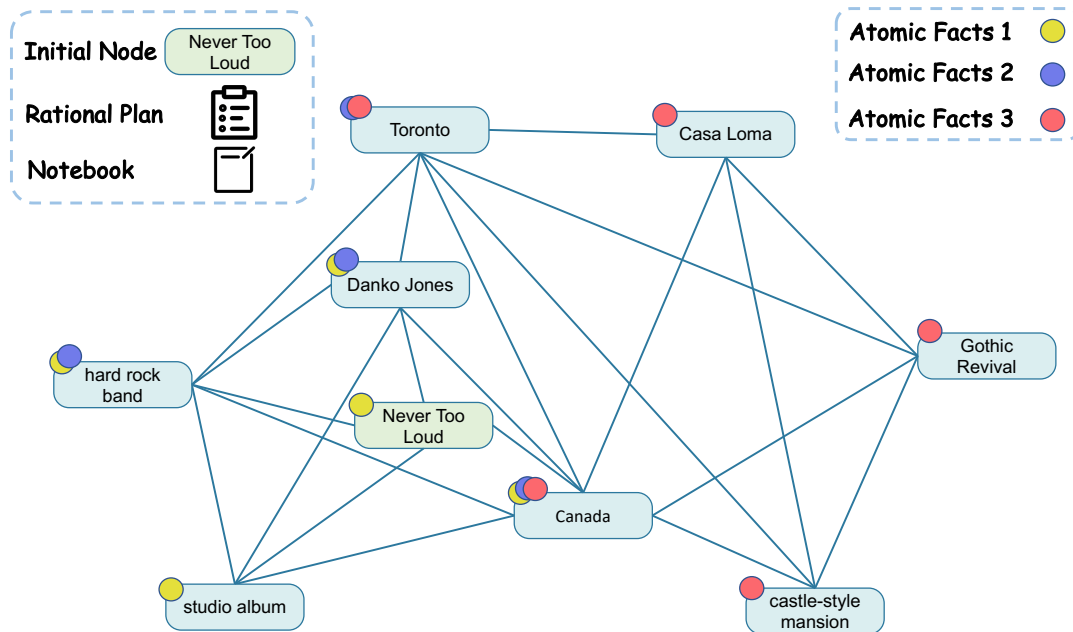 Initial Node
Never Too
Loud
Rational Plan
Notebook
Atomic Facts 1
Atomic Facts 2
Atomic Facts 3
Toronto
Casa Loma
Danko Jones
Gothic
Revival
hard rock
band
Never Too
Loud
Canada
studio album
castle-style
mansion